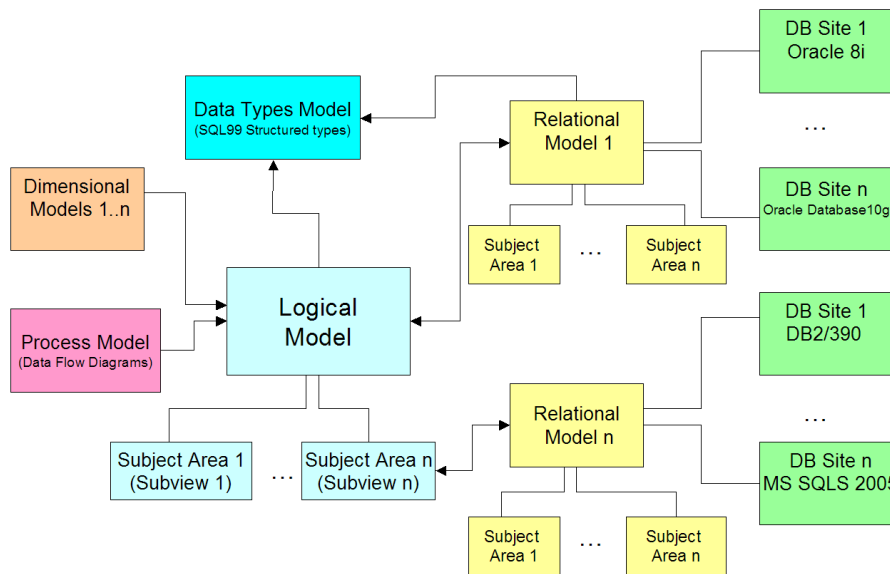 DB Site 1
Oracle 8i
...
Data Types Model
(SQL99 Structured types)
Relational
Model 1
Dimensional
Models 1..n
DB Site n
Oracle Database10g
Subject
Area 1
...
Subject
Area n
Logical
Model
Process Model
(Data Flow Diagrams)
DB Site 1
DB2/390
...
Relational
Model n
Subject Area 1
(Subview 1)
...
Subject Area n
(Subview n)
DB Site n
MS SQLS 2005
Subject
Area 1
...
Subject
Area n